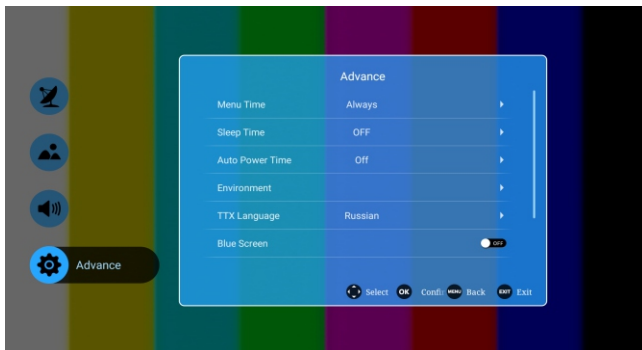 Advance
Menu Time Always
Sleep Time OFF
Auto Power Time Off
Environment
TTX Language Russian
Blue Screen OFF
Advance
Select OK Confi MENU Back EXIT Exit